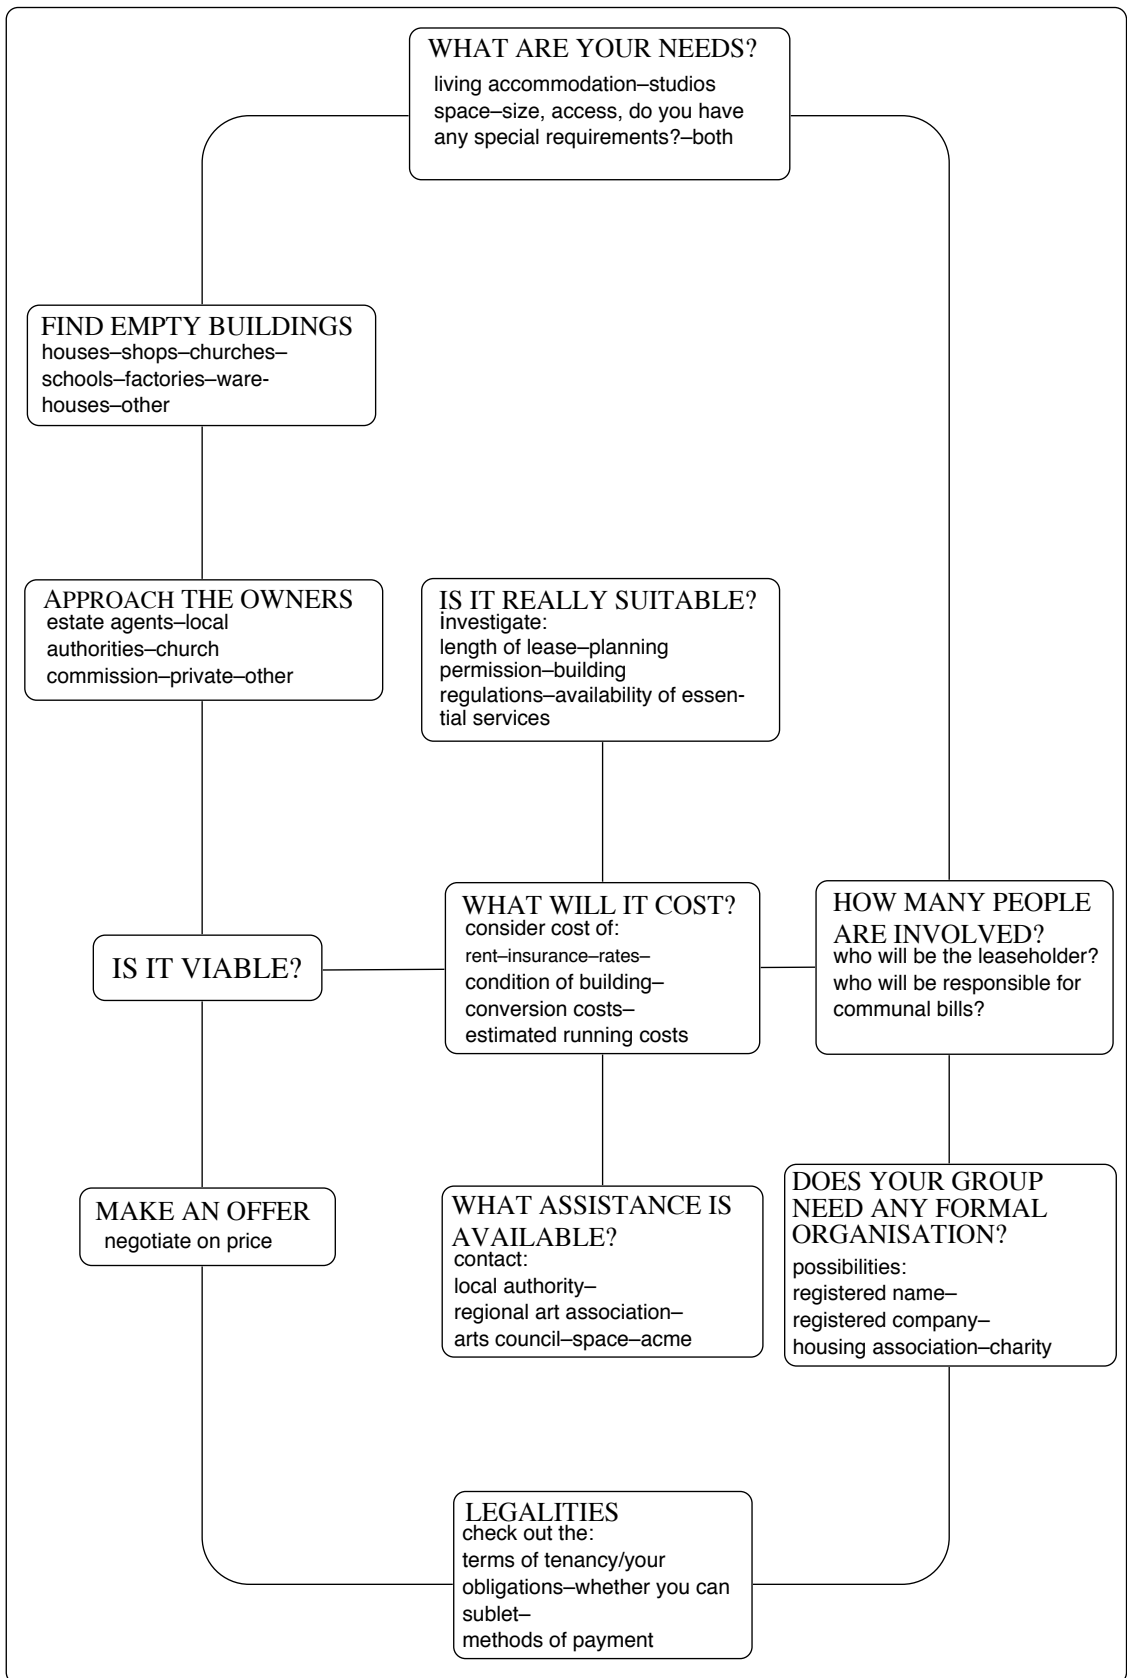 WHAT ARE YOUR NEEDS?
living accommodation–studios
space–size, access, do you have
any special requirements?–both
FIND EMPTY BUILDINGS
houses–shops–churches–
schools–factories–ware-
houses–other
APPROACH THE OWNERS
estate agents–local
authorities–church
commission–private–other
IS IT REALLY SUITABLE?
investigate:
length of lease–planning
permission–building
regulations–availability of essen-
tial services
IS IT VIABLE?
WHAT WILL IT COST?
consider cost of:
rent–insurance–rates–
condition of building–
conversion costs–
estimated running costs
HOW MANY PEOPLE
ARE INVOLVED?
who will be the leaseholder?
who will be responsible for
communal bills?
MAKE AN OFFER
negotiate on price
WHAT ASSISTANCE IS
AVAILABLE?
contact:
local authority–
regional art association–
arts council–space–acme
DOES YOUR GROUP
NEED ANY FORMAL
ORGANISATION?
possibilities:
registered name–
registered company–
housing association–charity
LEGALITIES
check out the:
terms of tenancy/your
obligations–whether you can
sublet–
methods of payment